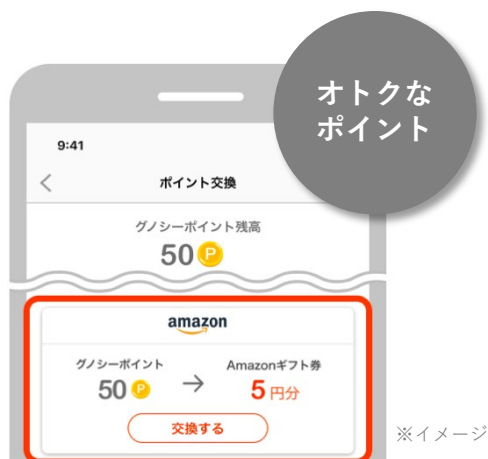 オトクな
ポイント
9:41
ポイント交換
グノシーポイント残高
50 P
amazon
グノシーポイント
50 P
→
Amazonギフト券
5 円分
交換する
※イメージ